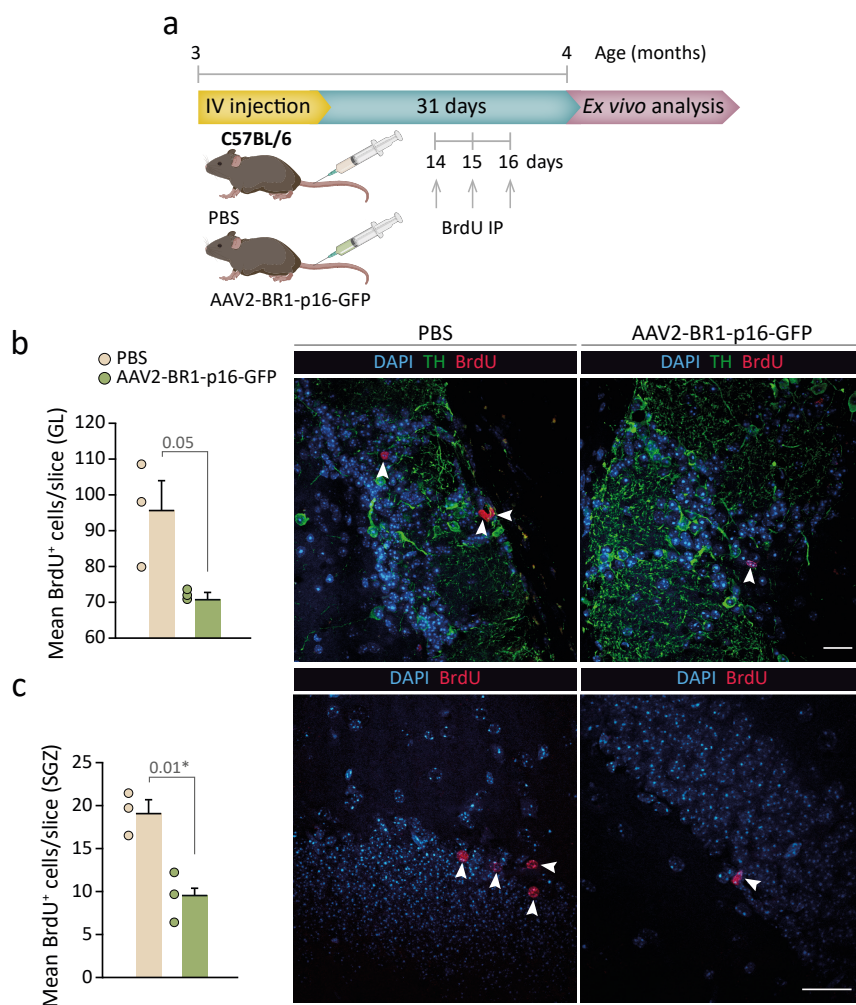 a
3 4 Age (months)
IV injection 31 days Ex vivo analysis
C57BL/6
14 15 16 days
PBS
BrdU IP
AAV2-BR1-p16-GFP
b
PBS
AAV2-BR1-p16-GFP
Mean BrdU⁺ cells/slice (GL)
120
110
100
90
80
70
60
0.05
PBS AAV2-BR1-p16-GFP
DAPI TH BrdU DAPI TH BrdU
c
Mean BrdU⁺ cells/slice (SGZ)
25
20
15
10
5
0
0.01*
DAPI BrdU DAPI BrdU